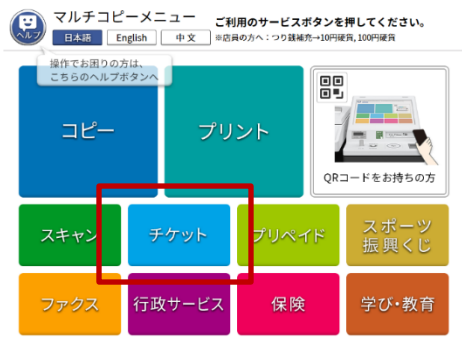 ヘルプ
マルチコピーメニュー
ご利用のサービスボタンを押してください。
日本語 English 中文
※店員の方へ:つり銭補充→10円硬貨,100円硬貨
操作でお困りの方は、
こちらのヘルプボタンへ
コピー
プリント
QRコードをお持ちの方
スキャン
チケット
プリペイド
スポーツ
振興くじ
ファクス
行政サービス
保険
学び・教育